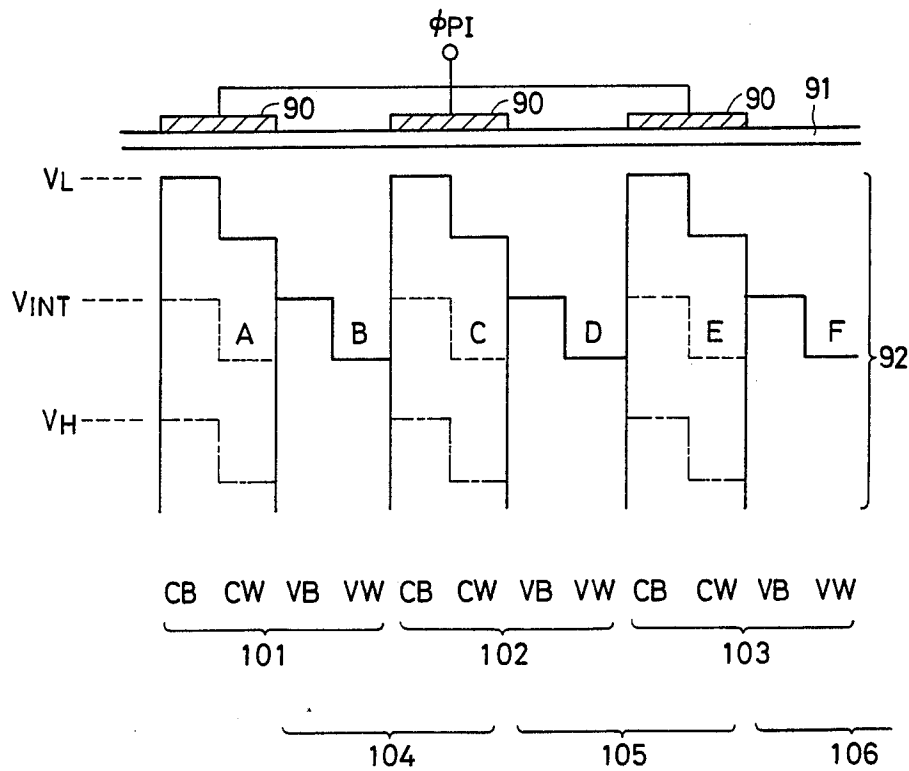 ΦPI
90 90 90 91
VL
VINT
A B C D E F
92
VH
CB CW VB VW CB CW VB VW CB CW VB VW
101 102 103
104 105 106